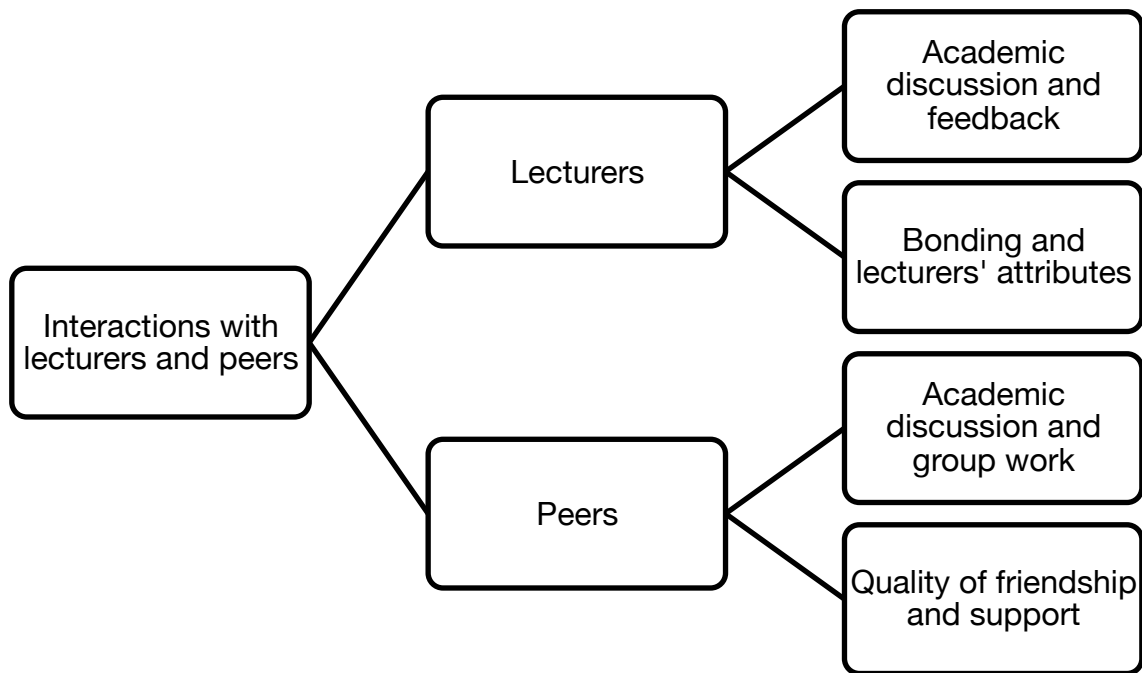 Interactions with
lecturers and peers
Lecturers
Peers
Academic
discussion and
feedback
Bonding and
lecturers' attributes
Academic
discussion and
group work
Quality of friendship
and support